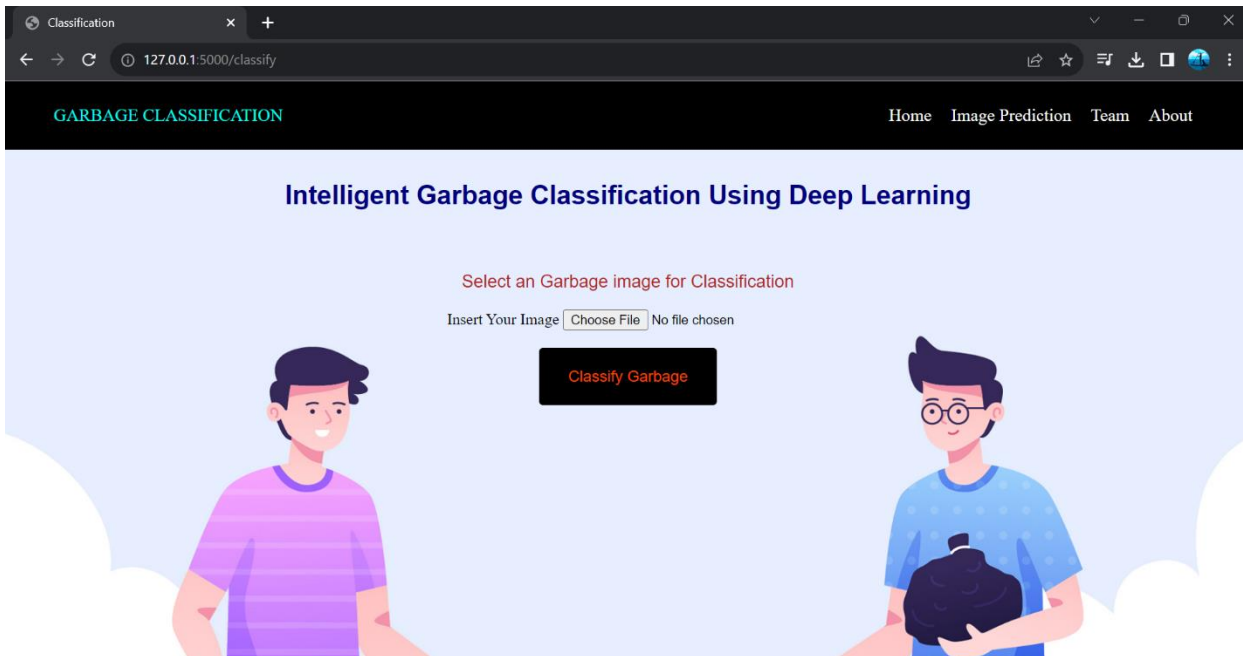 Classification
127.0.0.1:5000/classify
GARBAGE CLASSIFICATION Home Image Prediction Team About
Intelligent Garbage Classification Using Deep Learning
Select an Garbage image for Classification
Insert Your Image Choose File No file chosen
Classify Garbage